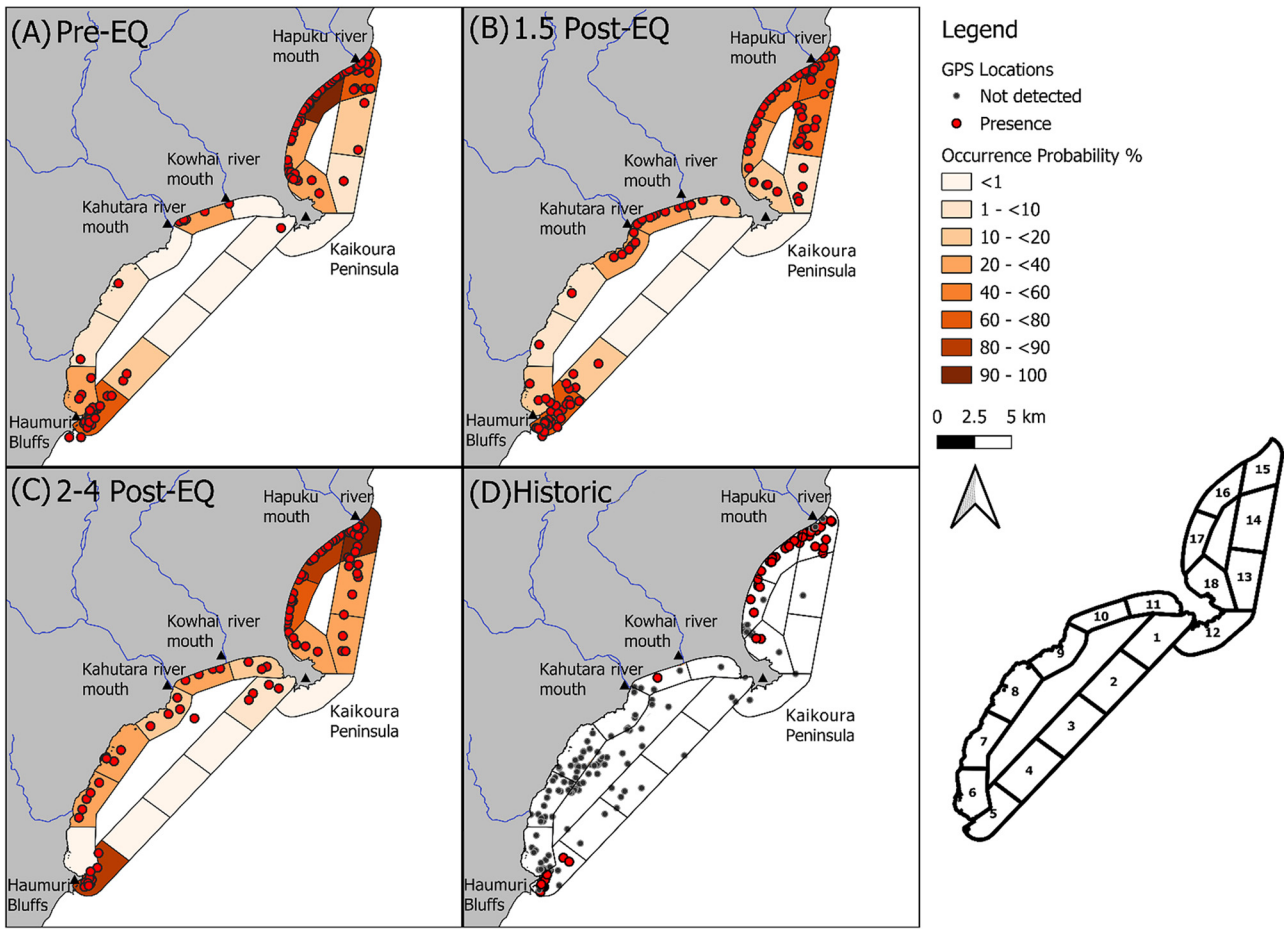 (A) Pre-EQ
Hapuku river
mouth
Kowhai river
mouth
Kahutara river
mouth
Kaikoura
Peninsula
Haumuri
Bluffs
(B) 1.5 Post-EQ
Hapuku river
mouth
Kowhai river
mouth
Kahutara river
mouth
Kaikoura
Peninsula
Haumuri
Bluffs
(C) 2-4 Post-EQ
Hapuku river
mouth
Kowhai river
mouth
Kahutara river
mouth
Kaikoura
Peninsula
Haumuri
Bluffs
(D) Historic
Hapuku river
mouth
Kowhai river
mouth
Kahutara river
mouth
Kaikoura
Peninsula
Haumuri
Bluffs
Legend
GPS Locations
Not detected
Presence
Occurrence Probability %
<1
1 - <10
10 - <20
20 - <40
40 - <60
60 - <80
80 - <90
90 - 100
0 2.5 5 km
15
16
14
17
18 13
10 11
12
1
9
2
8
3
7
4
6
5